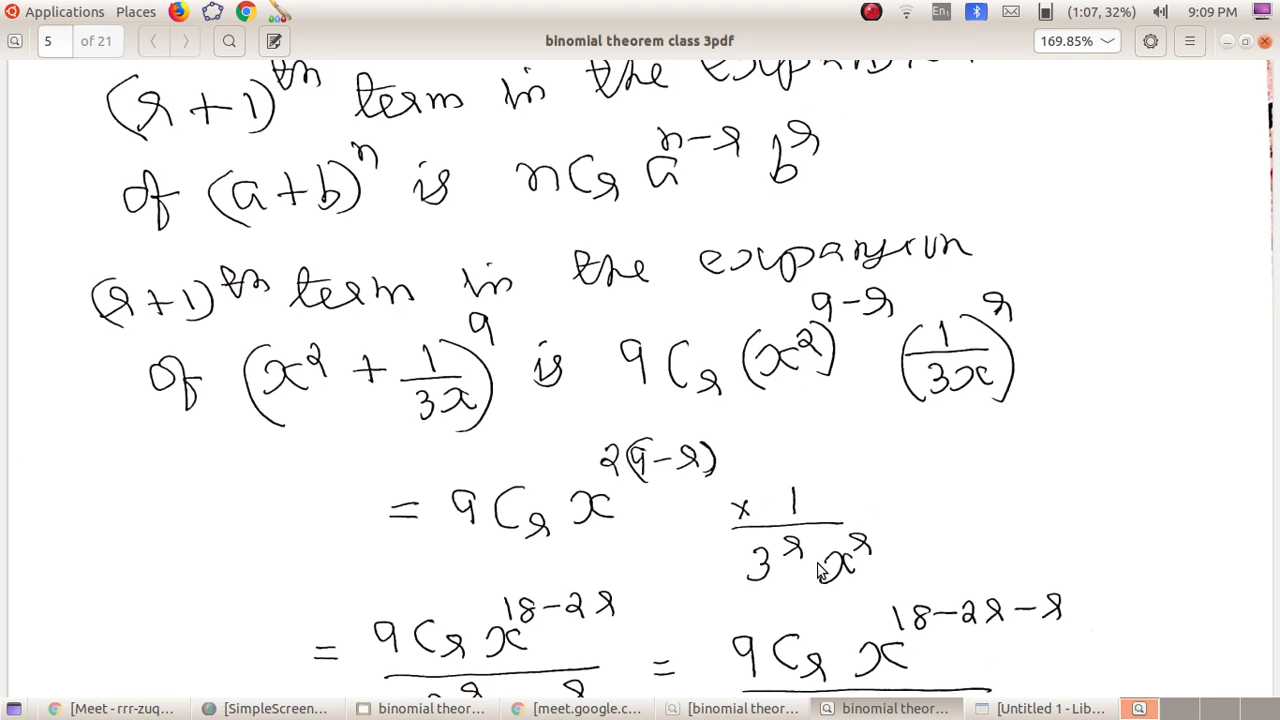 Applications Places En₁ (1:07, 32%) 9:09 PM
5 of 21 binomial theorem class 3pdf 169.85%
(r+1)^th term in the expansion
of (a+b)^n is nCr a^(n-r) b^r
(r+1)^th term in the expansion
of (x² + 1/3x)^9 is 9Cr (x²)^(9-r) (1/3x)^r
= 9Cr x^(2(9-r)) × 1/(3^r x^r)
= 9Cr x^(18-2r) = 9Cr x^(18-2r-r)
[Meet - rrr-zuq... [SimpleScreen... binomial theor... [meet.google.c... [binomial theor... binomial theor... [Untitled 1 - Lib...